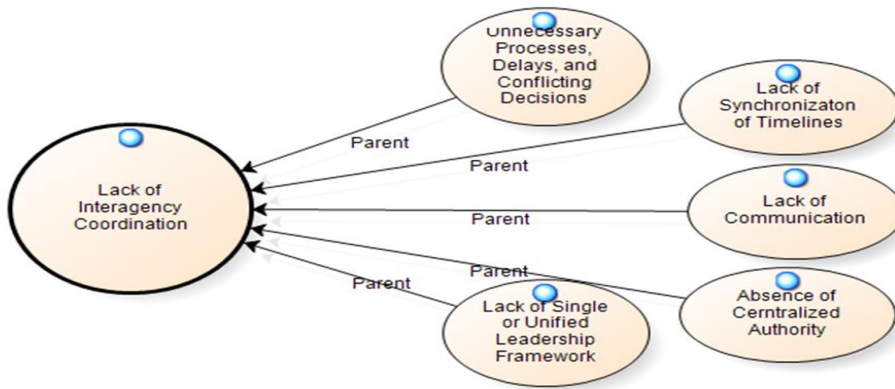 Unnecessary
Processes,
Delays, and
Conflicting
Decisions
Lack of
Synchronizaton
of Timelines
Parent
Parent
Lack of
Interagency
Coordination
Lack of
Communication
Parent
Parent
Parent
Absence of
Cerntralized
Authority
Lack of Single
or Unified
Leadership
Framework